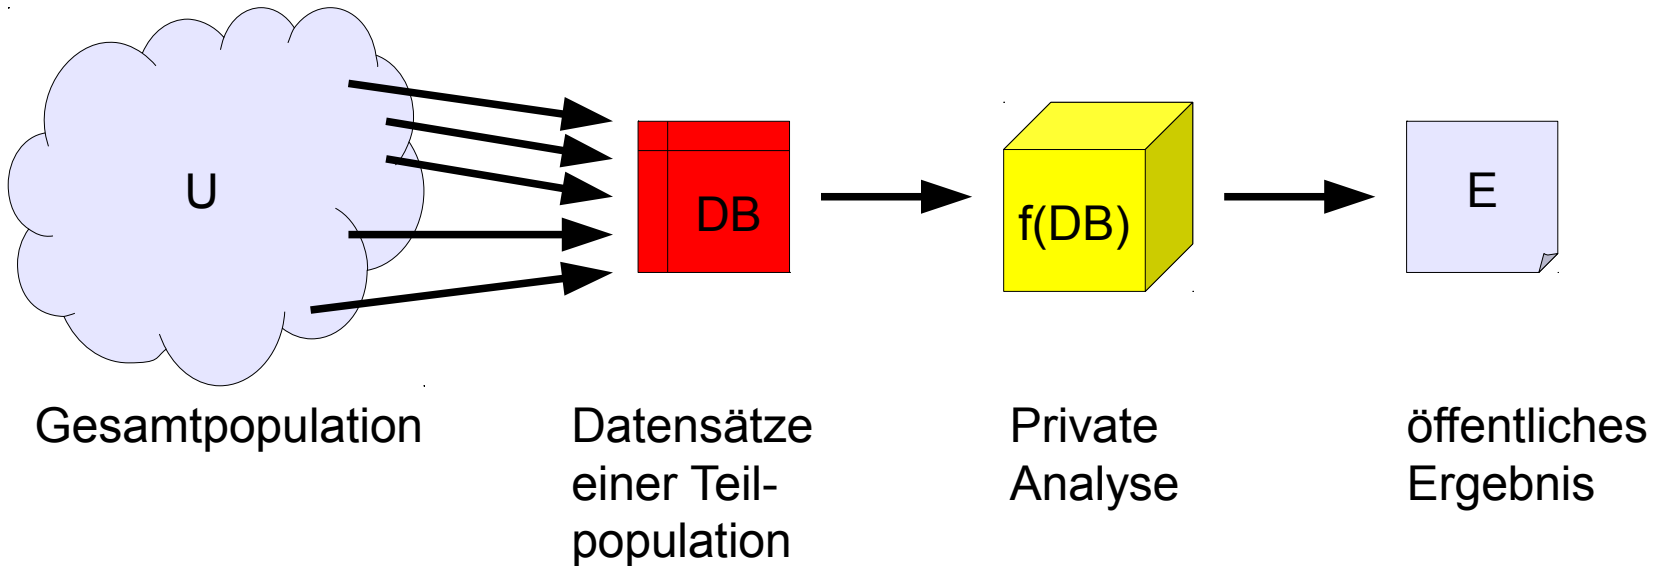 U
DB
f(DB)
E
Gesamtpopulation
Datensätze
einer Teil-
population
Private
Analyse
öffentliches
Ergebnis